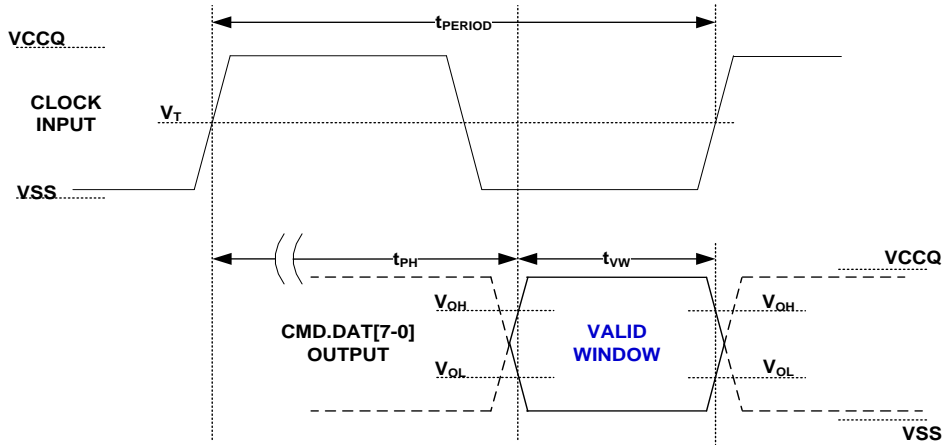 tPERIOD
VCCQ
CLOCK
INPUT
VT
VSS
tPH
tVW
VCCQ
VOH
VOH
CMD.DAT[7-0]
OUTPUT
VALID
WINDOW
VOL
VOL
VSS